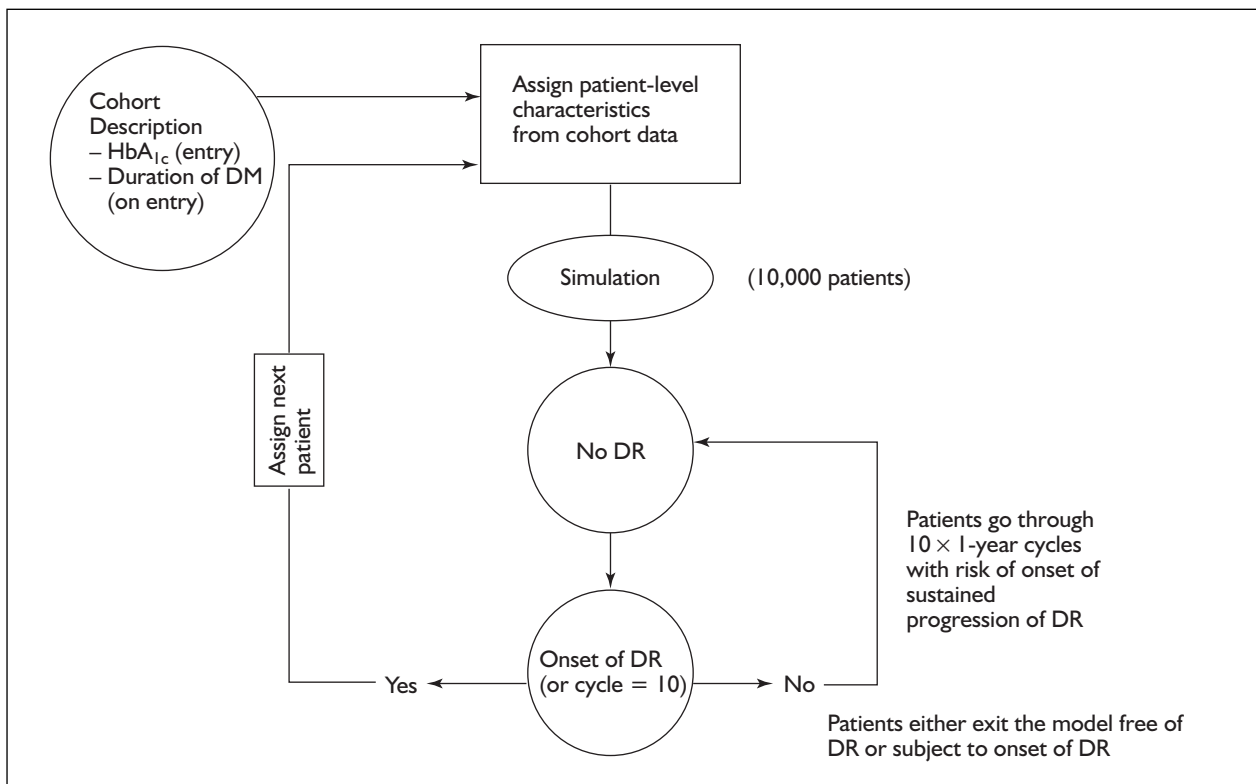 Cohort
Description
– HbA1c (entry)
– Duration of DM
(on entry)
Assign patient-level
characteristics
from cohort data
Simulation
(10,000 patients)
Assign next
patient
No DR
Patients go through
10 × 1-year cycles
with risk of onset of
sustained
progression of DR
Onset of DR
(or cycle = 10)
Yes
No
Patients either exit the model free of
DR or subject to onset of DR